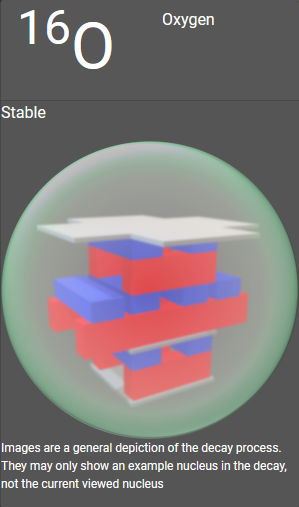 16O
Oxygen
Stable
Images are a general depiction of the decay process.
They may only show an example nucleus in the decay,
not the current viewed nucleus